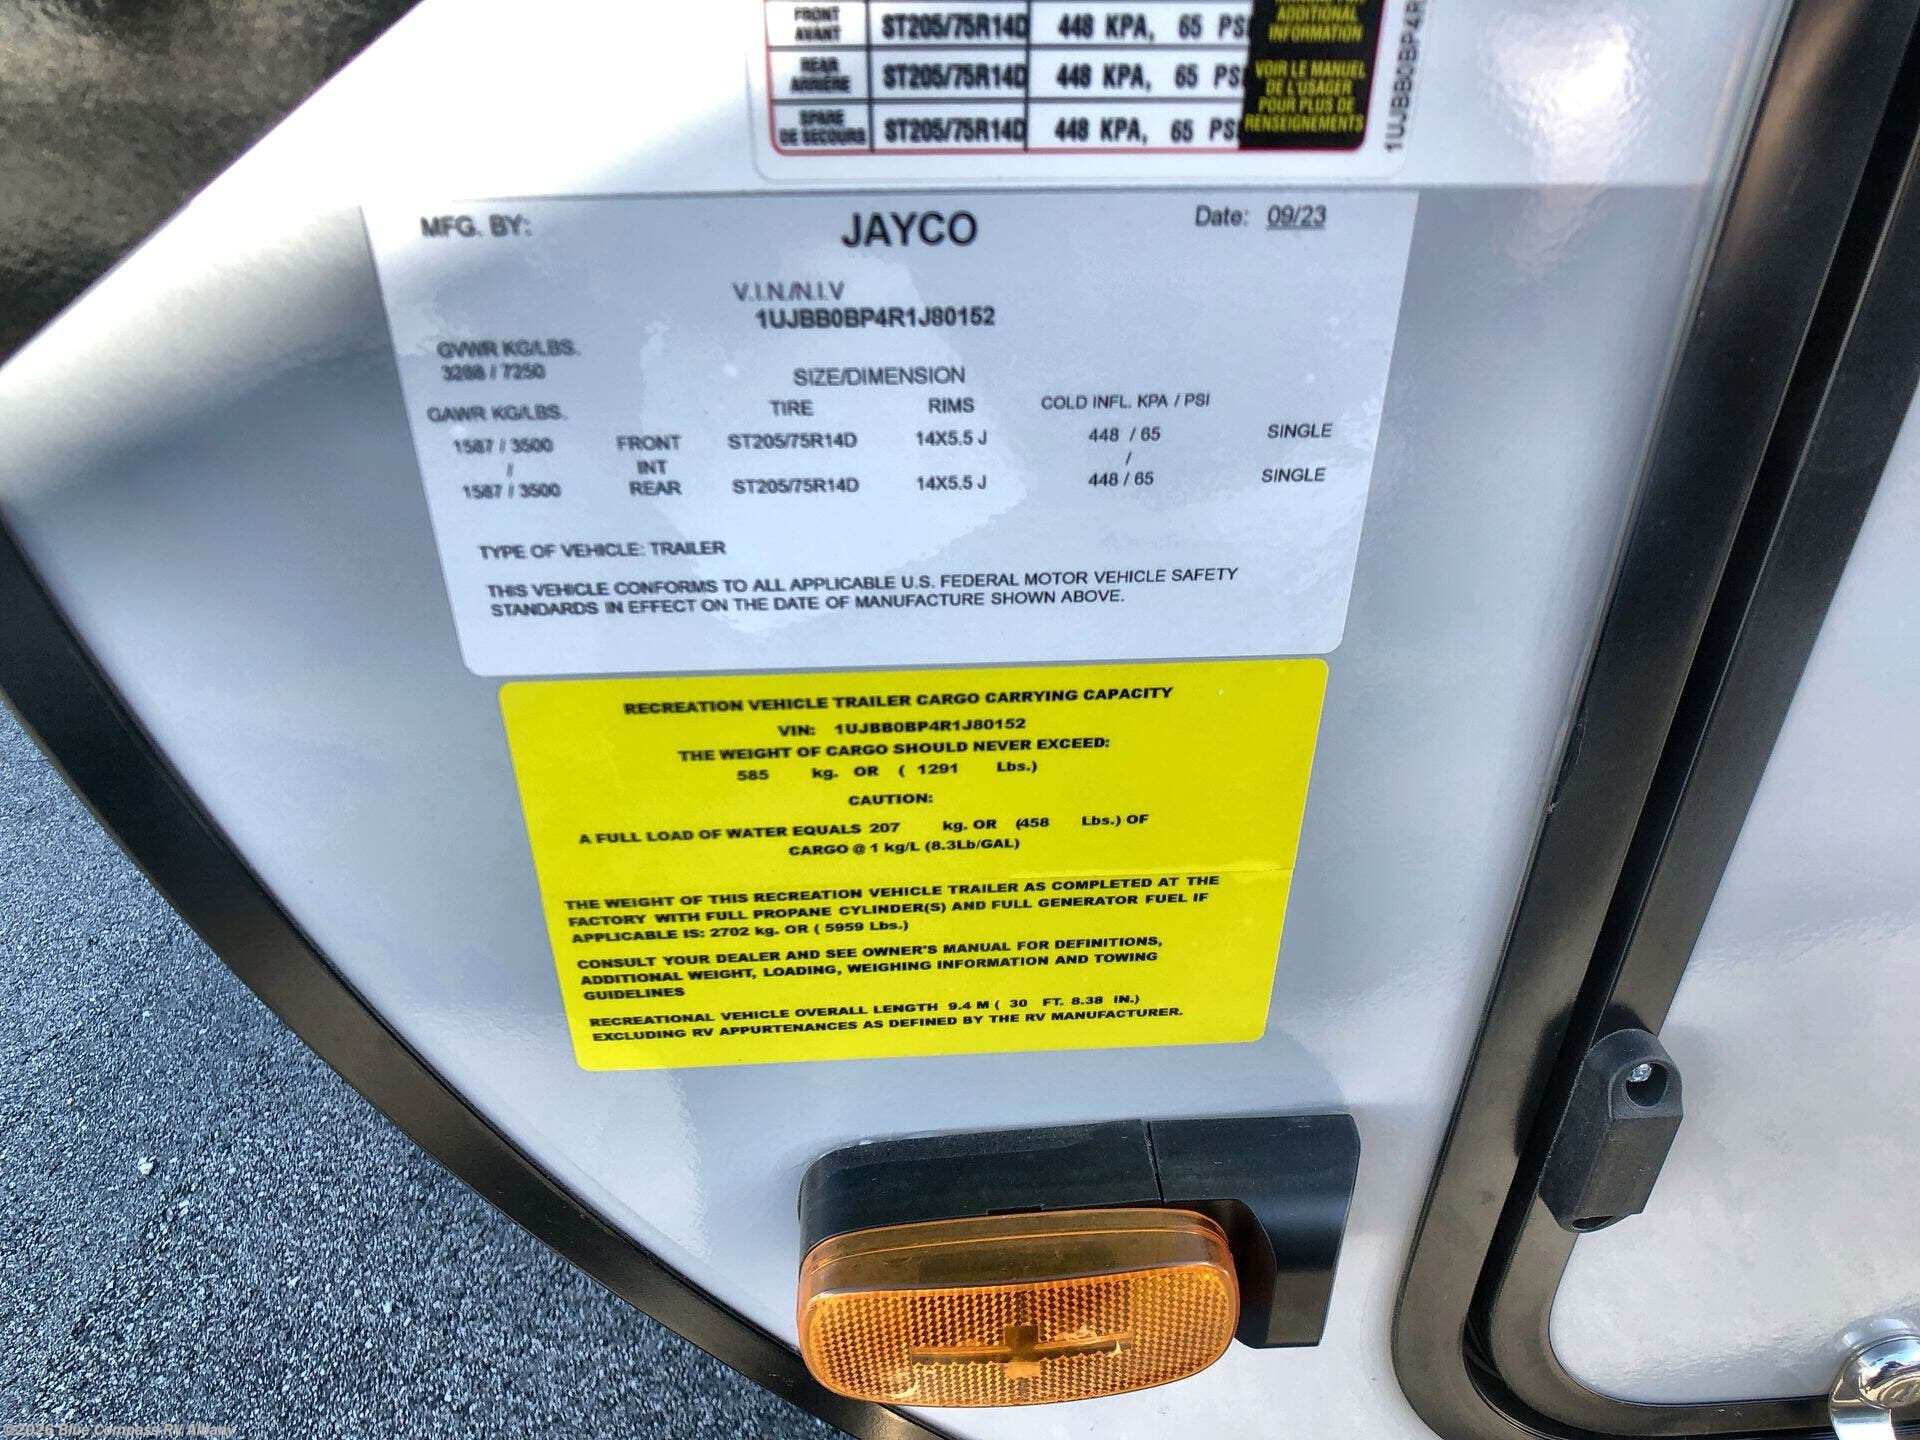 FRONT AVANT ST205/75R14D 448 KPA, 65 PSI
REAR ARRIERE ST205/75R14D 448 KPA, 65 PSI
SPARE DE SECOURS ST205/75R14D 448 KPA, 65 PSI
ADDITIONAL
INFORMATION
VOIR LE MANUEL
DE L'USAGER
POUR PLUS DE
RENSEIGNEMENTS
1UJBB0BP4R
MFG. BY: JAYCO Date: 09/23
V.I.N./N.I.V
1UJBB0BP4R1J80152
GVWR KG/LBS.
3288 / 7250
SIZE/DIMENSION
GAWR KG/LBS. TIRE RIMS COLD INFL. KPA / PSI
1587 / 3500 FRONT ST205/75R14D 14X5.5 J 448 / 65 SINGLE
/ INT /
1587 / 3500 REAR ST205/75R14D 14X5.5 J 448 / 65 SINGLE
TYPE OF VEHICLE: TRAILER
THIS VEHICLE CONFORMS TO ALL APPLICABLE U.S. FEDERAL MOTOR VEHICLE SAFETY
STANDARDS IN EFFECT ON THE DATE OF MANUFACTURE SHOWN ABOVE.
RECREATION VEHICLE TRAILER CARGO CARRYING CAPACITY
VIN: 1UJBB0BP4R1J80152
THE WEIGHT OF CARGO SHOULD NEVER EXCEED:
585 kg. OR ( 1291 Lbs.)
CAUTION:
A FULL LOAD OF WATER EQUALS 207 kg. OR (458 Lbs.) OF
CARGO @ 1 kg/L (8.3Lb/GAL)
THE WEIGHT OF THIS RECREATION VEHICLE TRAILER AS COMPLETED AT THE
FACTORY WITH FULL PROPANE CYLINDER(S) AND FULL GENERATOR FUEL IF
APPLICABLE IS: 2702 kg. OR ( 5959 Lbs.)
CONSULT YOUR DEALER AND SEE OWNER'S MANUAL FOR DEFINITIONS,
ADDITIONAL WEIGHT, LOADING, WEIGHING INFORMATION AND TOWING
GUIDELINES
RECREATIONAL VEHICLE OVERALL LENGTH 9.4 M ( 30 FT. 8.38 IN.)
EXCLUDING RV APPURTENANCES AS DEFINED BY THE RV MANUFACTURER.
©2026 Blue Compass RV Albany